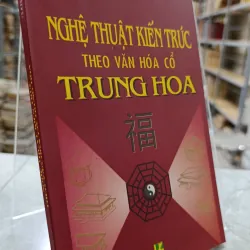 NGHỆ THUẬT KIẾN TRÚC
THEO VĂN HÓA CỔ
TRUNG HOA
福